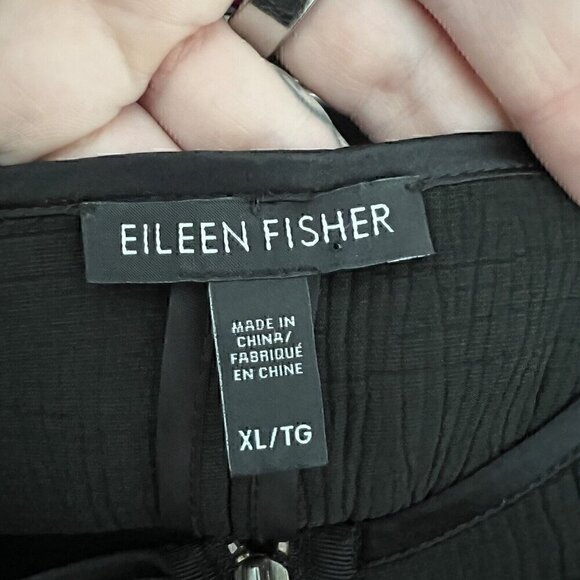 EILEEN FISHER
MADE IN
CHINA/
FABRIQUÉ
EN CHINE
XL/TG